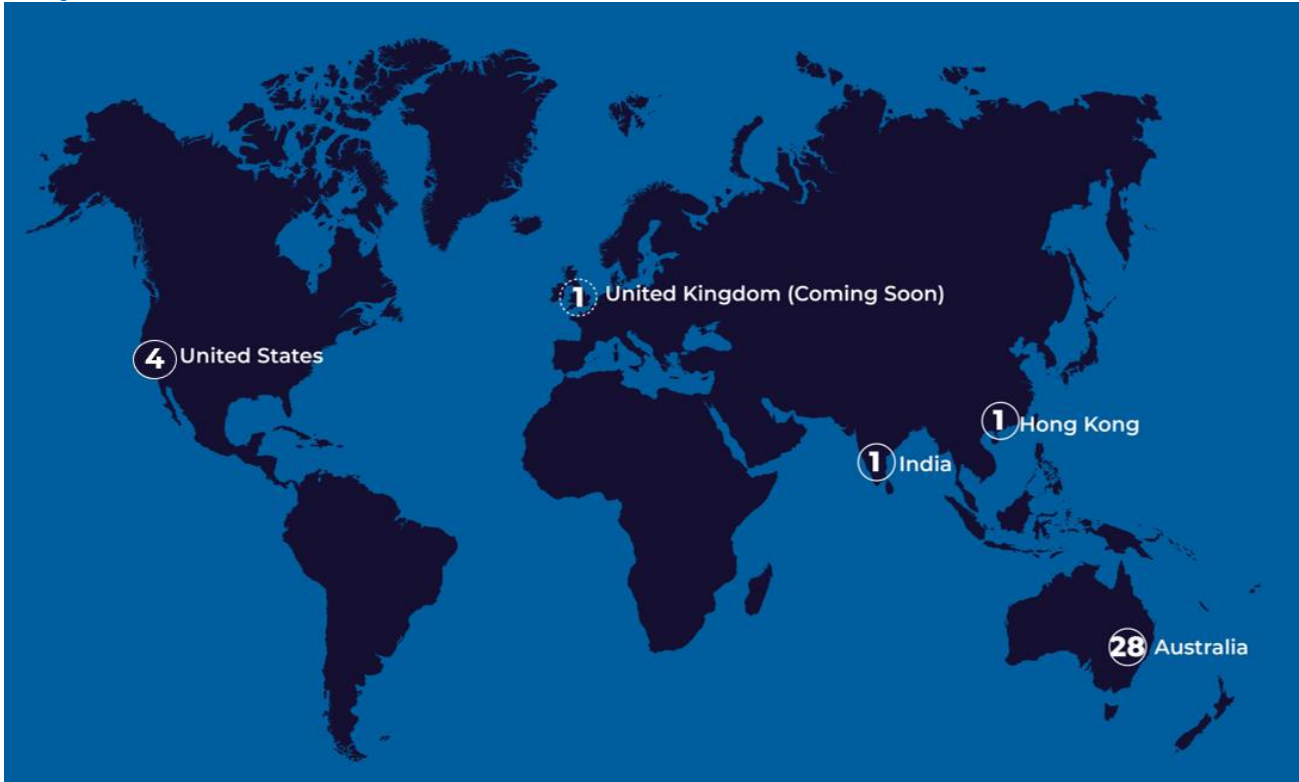 1 United Kingdom (Coming Soon)
4 United States
1 Hong Kong
1 India
28 Australia